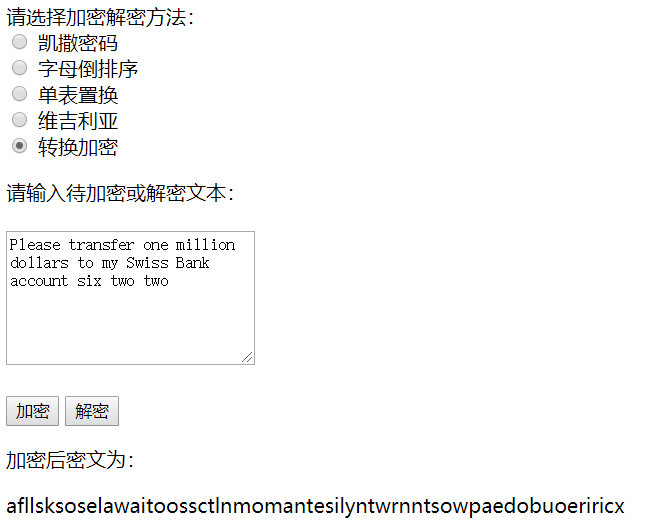 请选择加密解密方法：
凯撒密码
字母倒排序
单表置换
维吉利亚
转换加密
请输入待加密或解密文本：
Please transfer one million
dollars to my Swiss Bank
account six two two
加密 解密
加密后密文为：
afllsksoselawaitoossctlnmomantesilyntwrnntsowpaedobuoeriricx